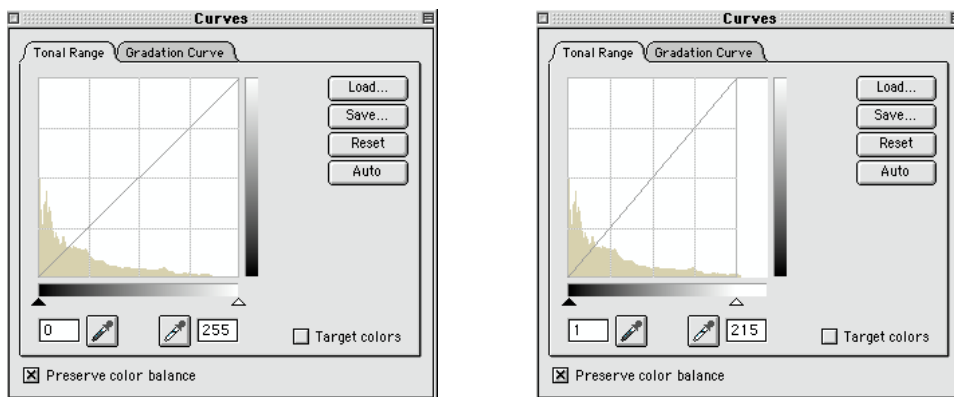 Curves
Tonal Range Gradation Curve
Load...
Save...
Reset
Auto
0 255 Target colors
Preserve color balance
Curves
Tonal Range Gradation Curve
Load...
Save...
Reset
Auto
1 215 Target colors
Preserve color balance